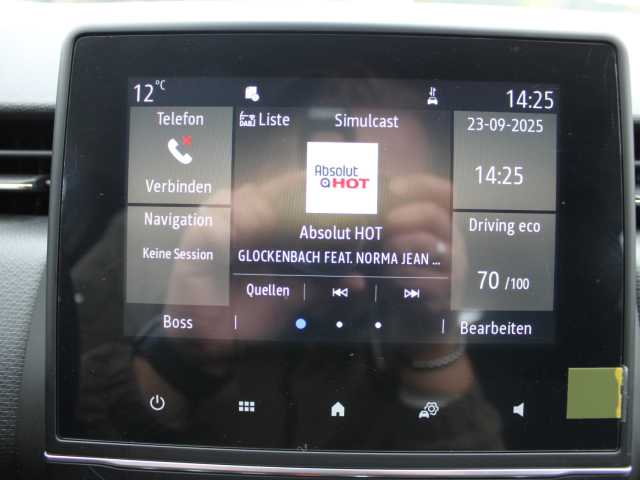 12°C
14:25
Telefon
Verbinden
DAB
Liste
Simulcast
Absolut
HOT
Absolut HOT
GLOCKENBACH FEAT. NORMA JEAN ...
23-09-2025
14:25
Navigation
Keine Session
Driving eco
70 /100
Quellen
Boss
Bearbeiten